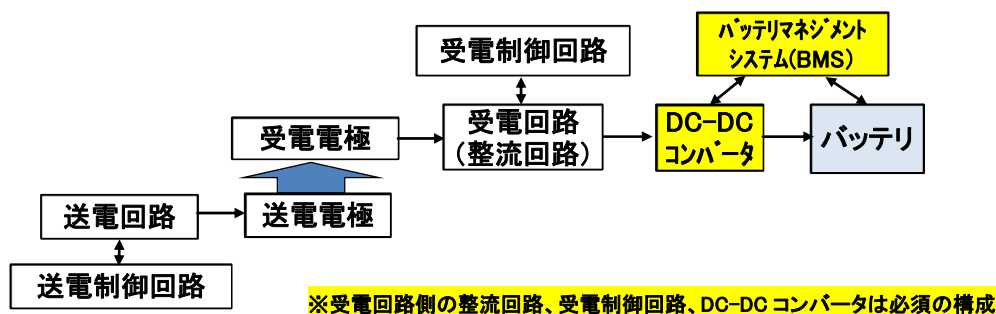 バッテリマネジメント
システム(BMS)
受電制御回路
受電電極
受電回路
(整流回路)
DC-DC
コンバータ
バッテリ
送電回路
送電電極
送電制御回路
※受電回路側の整流回路、受電制御回路、DC-DCコンバータは必須の構成